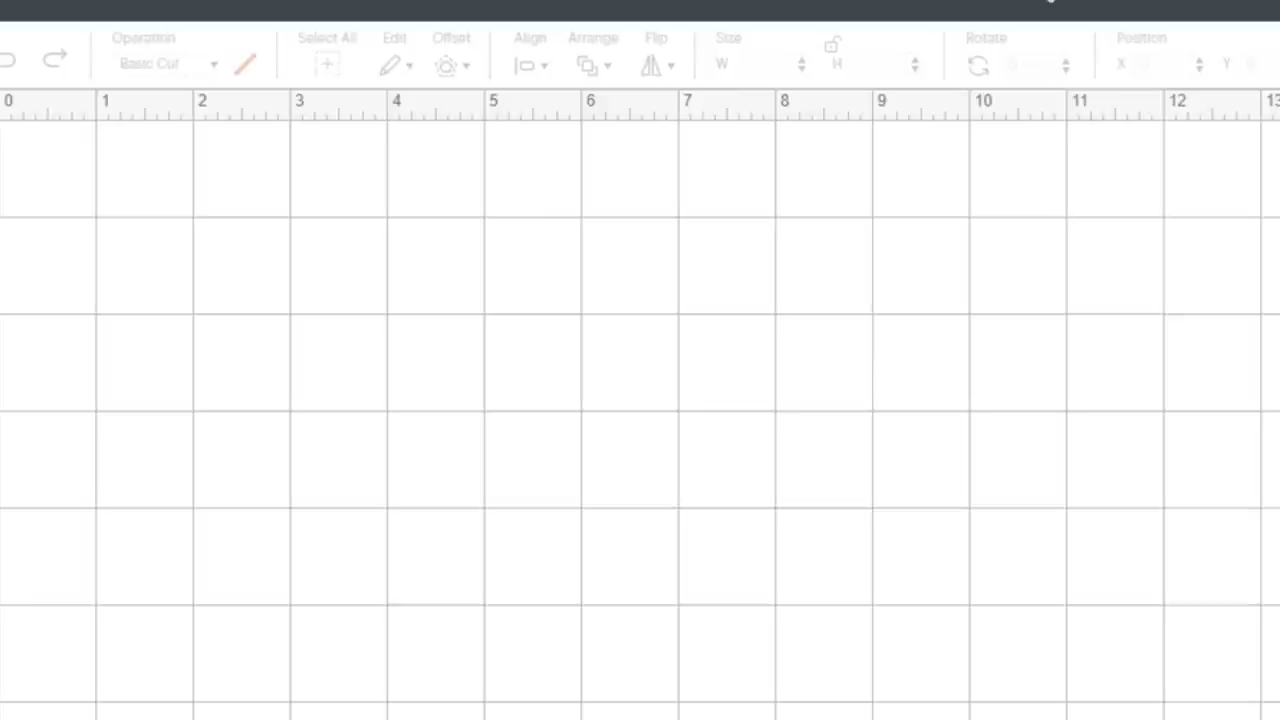 Operation Select All Edit Offset Align Arrange Flip Size Rotate Position
Basic Cut W H X Y
0 1 2 3 4 5 6 7 8 9 10 11 12 13